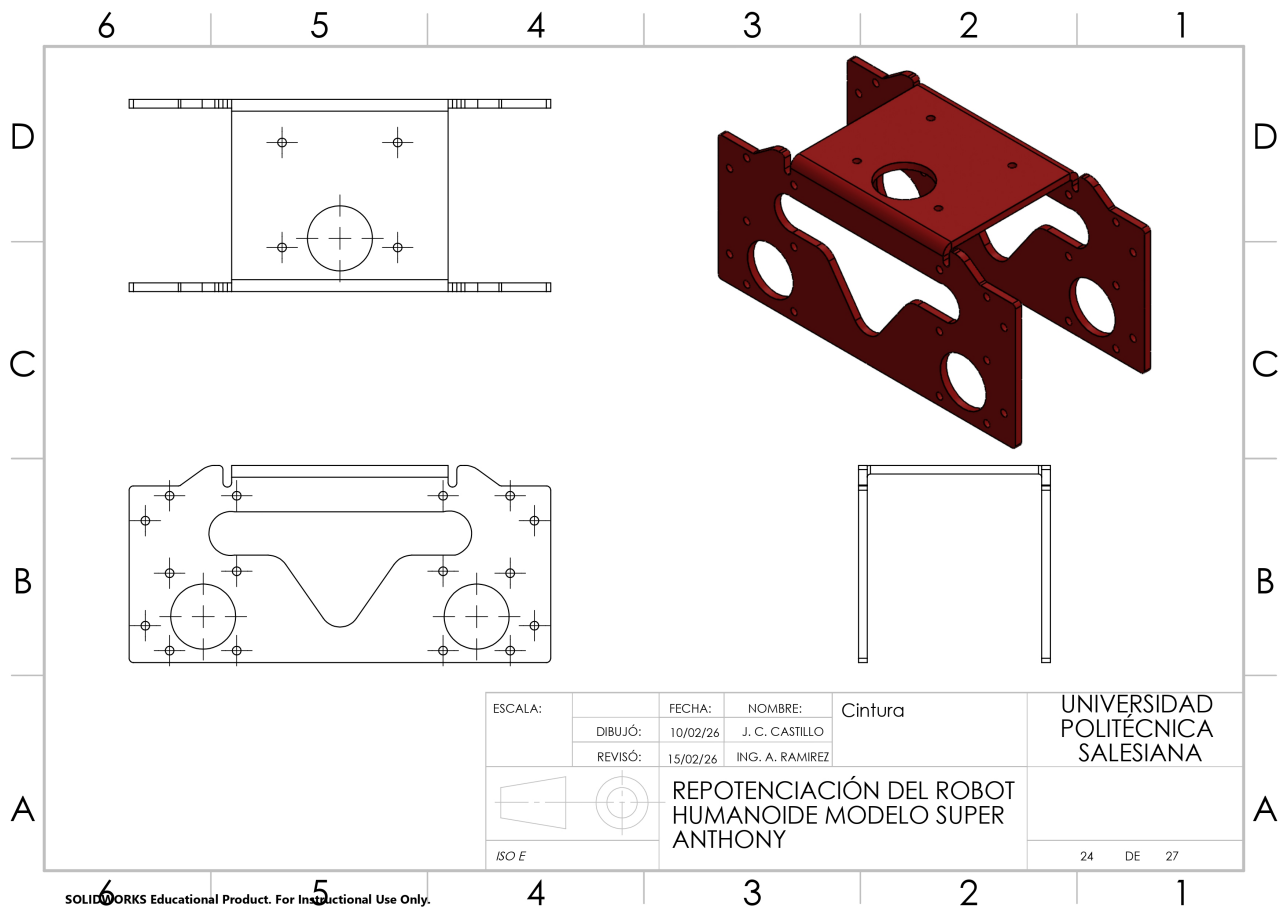 6 5 4 3 2 1
D D
C C
B B
A A
ESCALA:
FECHA: NOMBRE:
DIBUJÓ: 10/02/26 J. C. CASTILLO
REVISÓ: 15/02/26 ING. A. RAMIREZ
Cintura
UNIVERSIDAD
POLITÉCNICA
SALESIANA
REPOTENCIACIÓN DEL ROBOT
HUMANOIDE MODELO SUPER
ANTHONY
ISO E
24 DE 27
6 5 4 3 2 1
SOLIDWORKS Educational Product. For Instructional Use Only.